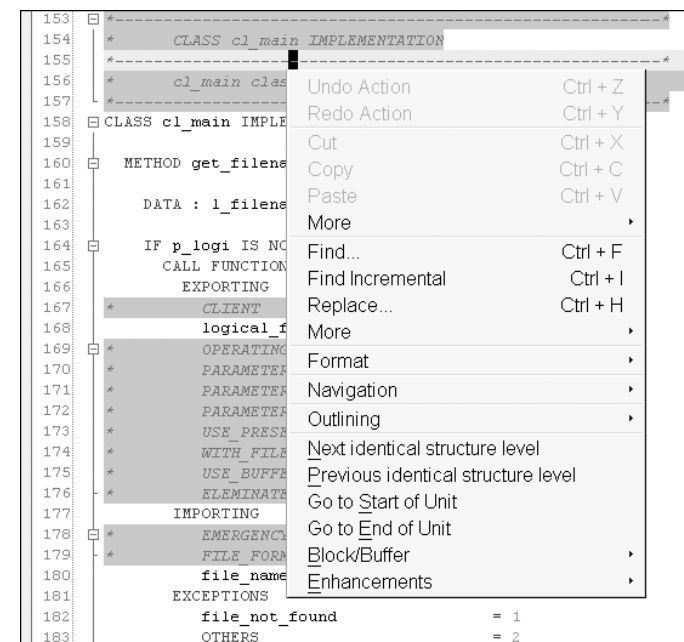 153 *----------------------------------------------------------------------*
154 *       CLASS cl_main IMPLEMENTATION
155 *----------------------------------------------------------------------*
156 *       cl_main clas
157 *----------------------------------------------------------------------*
158 CLASS cl_main IMPLE
159
160 METHOD get_filena
161
162 DATA : l_filena
163
164 IF p_logi IS NO
165 CALL FUNCTION
166 EXPORTING
167 * CLIENT
168 logical_f
169 * OPERATING
170 * PARAMETER
171 * PARAMETER
172 * PARAMETER
173 * USE_PRESE
174 * WITH_FILE
175 * USE_BUFFE
176 * ELEMINATE
177 IMPORTING
178 * EMERGENCY
179 * FILE_FORM
180 file_name
181 EXCEPTIONS
182 file_not_found = 1
183 OTHERS = 2
Undo Action Ctrl + Z
Redo Action Ctrl + Y
Cut Ctrl + X
Copy Ctrl + C
Paste Ctrl + V
More
Find... Ctrl + F
Find Incremental Ctrl + I
Replace... Ctrl + H
More
Format
Navigation
Outlining
Next identical structure level
Previous identical structure level
Go to Start of Unit
Go to End of Unit
Block/Buffer
Enhancements